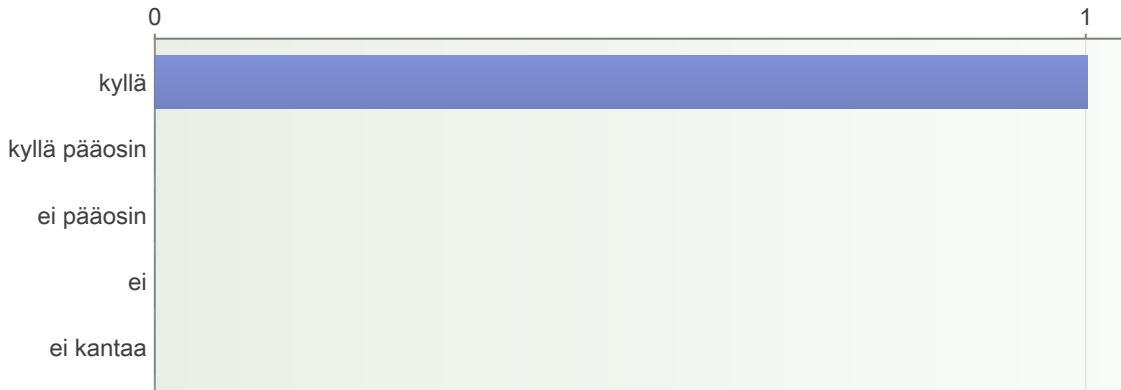 0 1
kyllä
kyllä pääosin
ei pääosin
ei
ei kantaa